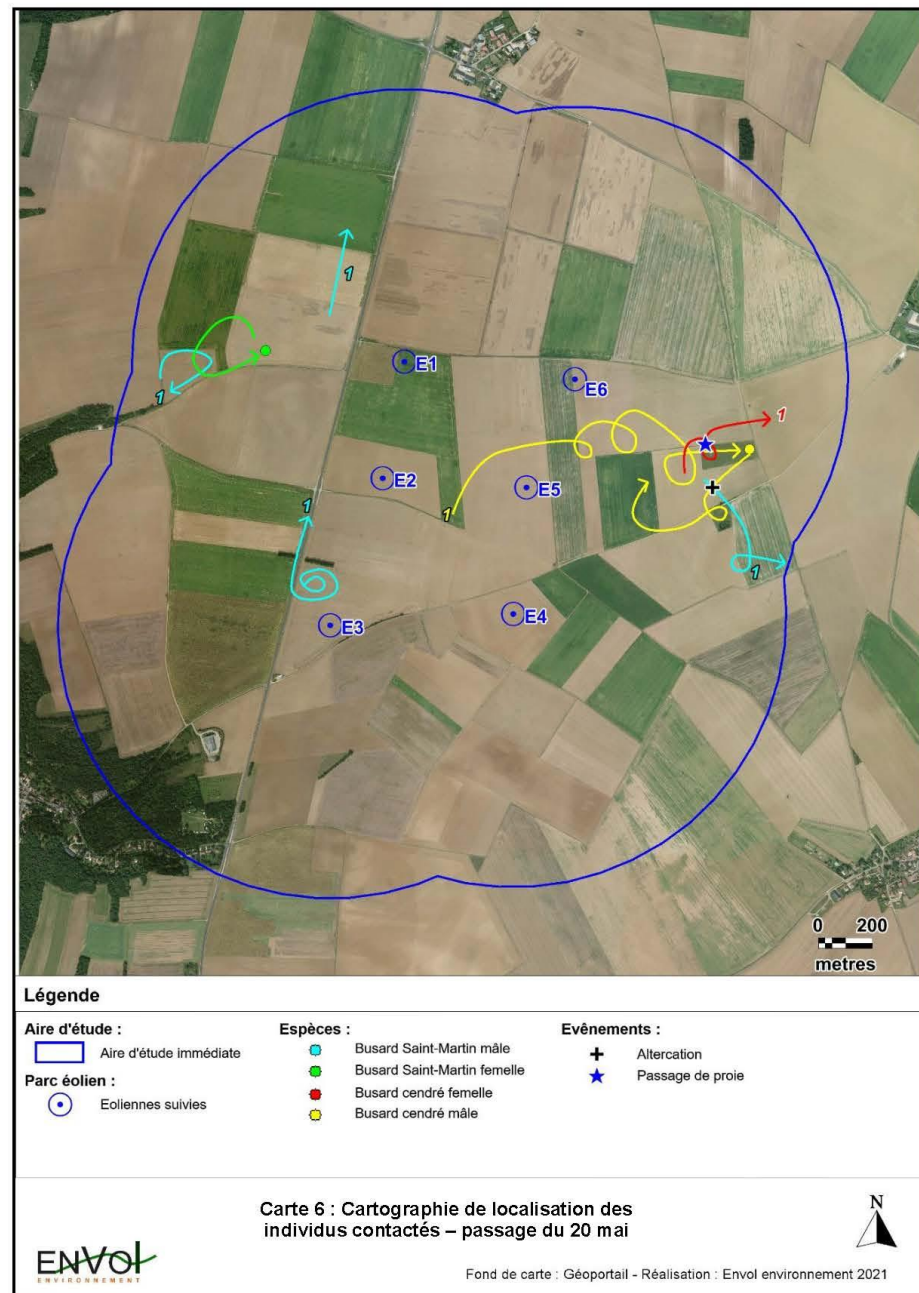 1
1
1
E1
E6
1
E2
1
1
E5
1
E3
E4
0 200
metres
Légende
Aire d'étude :
Aire d'étude immédiate
Parc éolien :
Eoliennes suivies
Espèces :
Busard Saint-Martin mâle
Busard Saint-Martin femelle
Busard cendré femelle
Busard cendré mâle
Evênements :
Altercation
Passage de proie
Carte 6 : Cartographie de localisation des
individus contactés – passage du 20 mai
N
ENVOl
ENVIRONNEMENT
Fond de carte : Géoportail - Réalisation : Envol environnement 2021